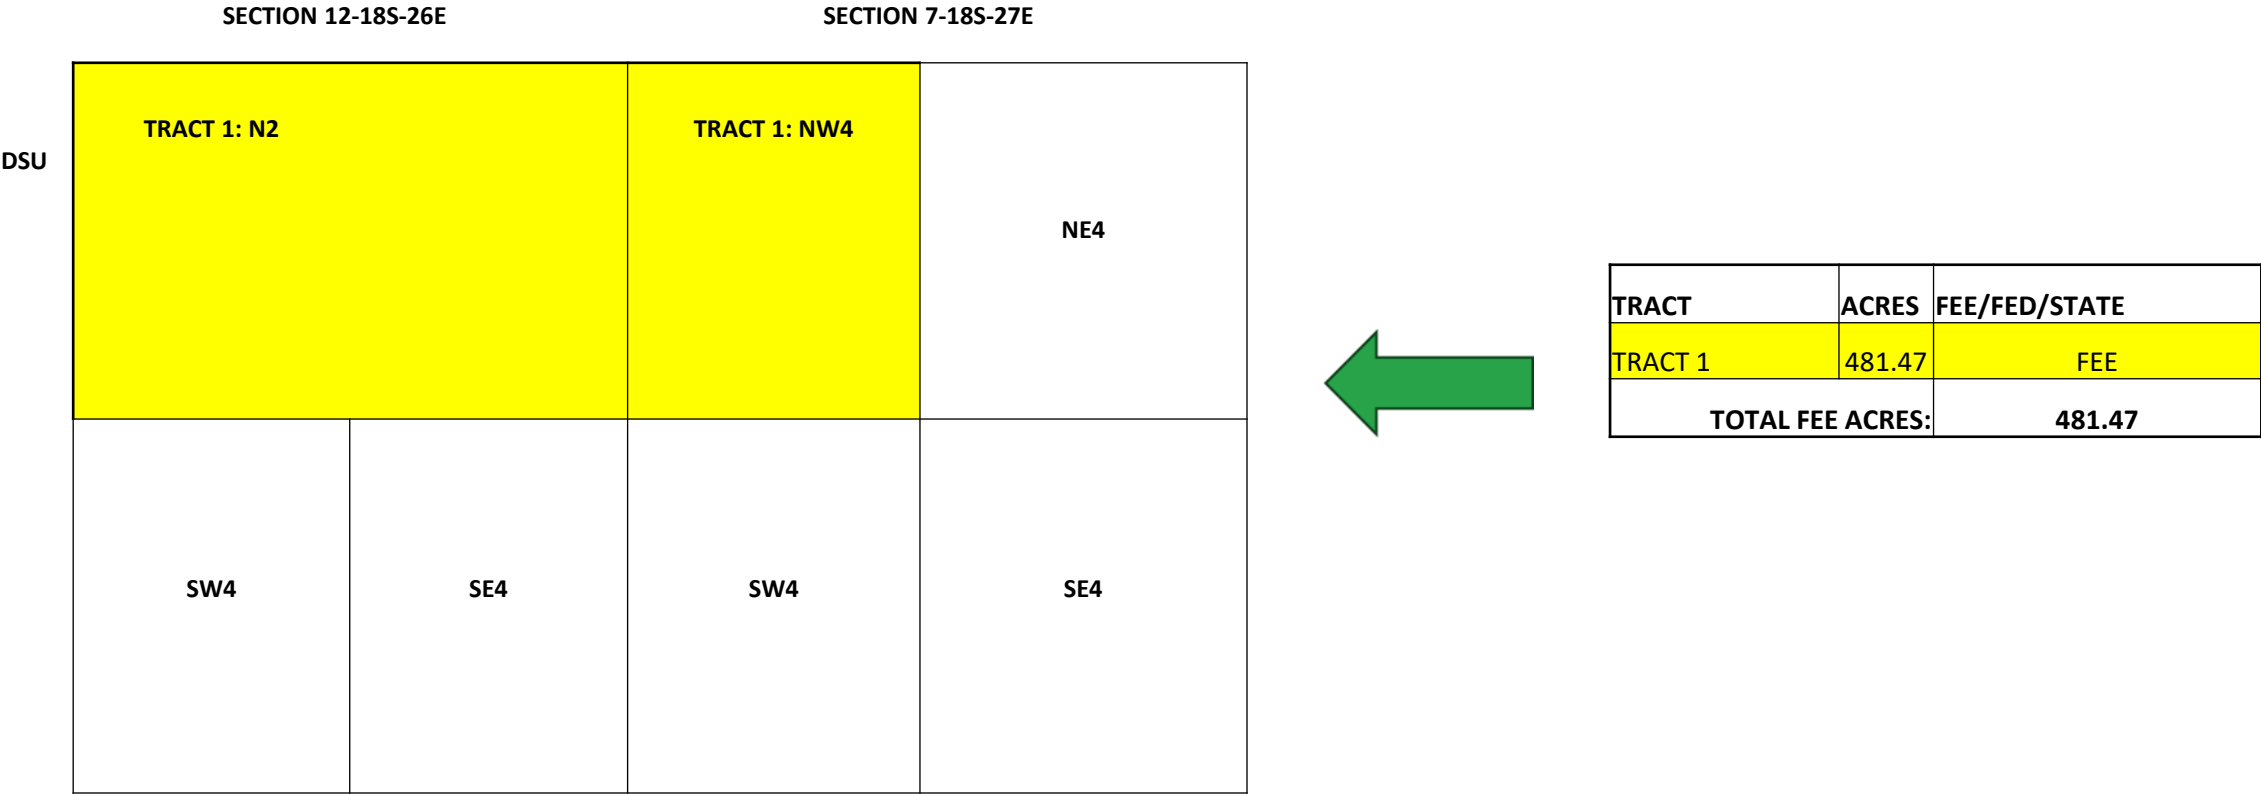 SECTION 12-18S-26E
SECTION 7-18S-27E
TRACT 1: N2
TRACT 1: NW4
DSU
NE4
SW4
SE4
SW4
SE4
TRACT ACRES FEE/FED/STATE
TRACT 1 481.47 FEE
TOTAL FEE ACRES: 481.47